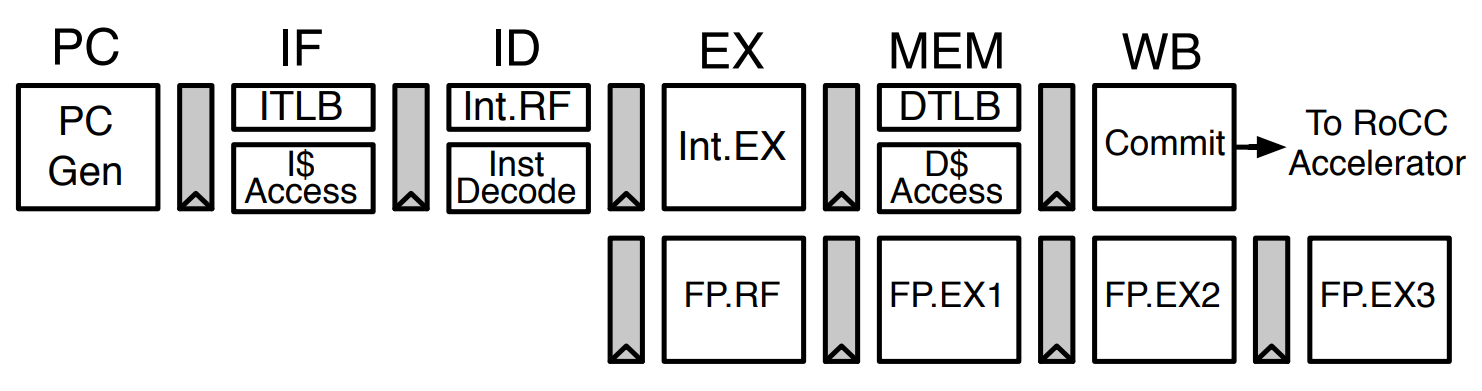 PC
IF
ID
EX
MEM
WB
PC
Gen
ITLB
I$
Access
Int.RF
Inst
Decode
Int.EX
DTLB
D$
Access
Commit
To RoCC
Accelerator
FP.RF
FP.EX1
FP.EX2
FP.EX3